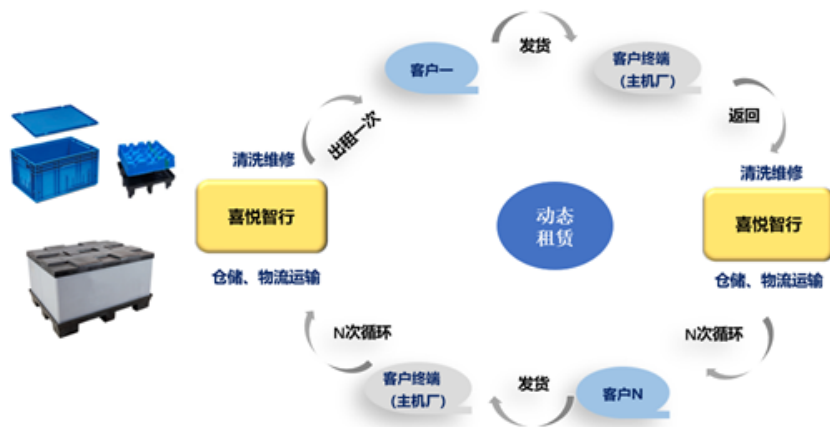 发货
客户一
客户终端
（主机厂）
出租一次
返回
清洗维修
清洗维修
喜悦智行
动态
租赁
喜悦智行
仓储、物流运输
仓储、物流运输
N次循环
N次循环
客户终端
（主机厂）
发货
客户N